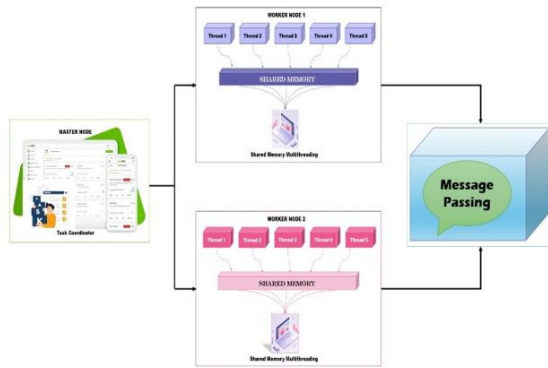 WORKER NODE 1
Thread 1 Thread 2 Thread 3 Thread 4 Thread 5
SHARED MEMORY
Shared Memory Multithreading
MASTER NODE
Task Coordinator
Message
Passing
WORKER NODE 2
Thread 1 Thread 2 Thread 3 Thread 4 Thread 5
SHARED MEMORY
Shared Memory Multithreading